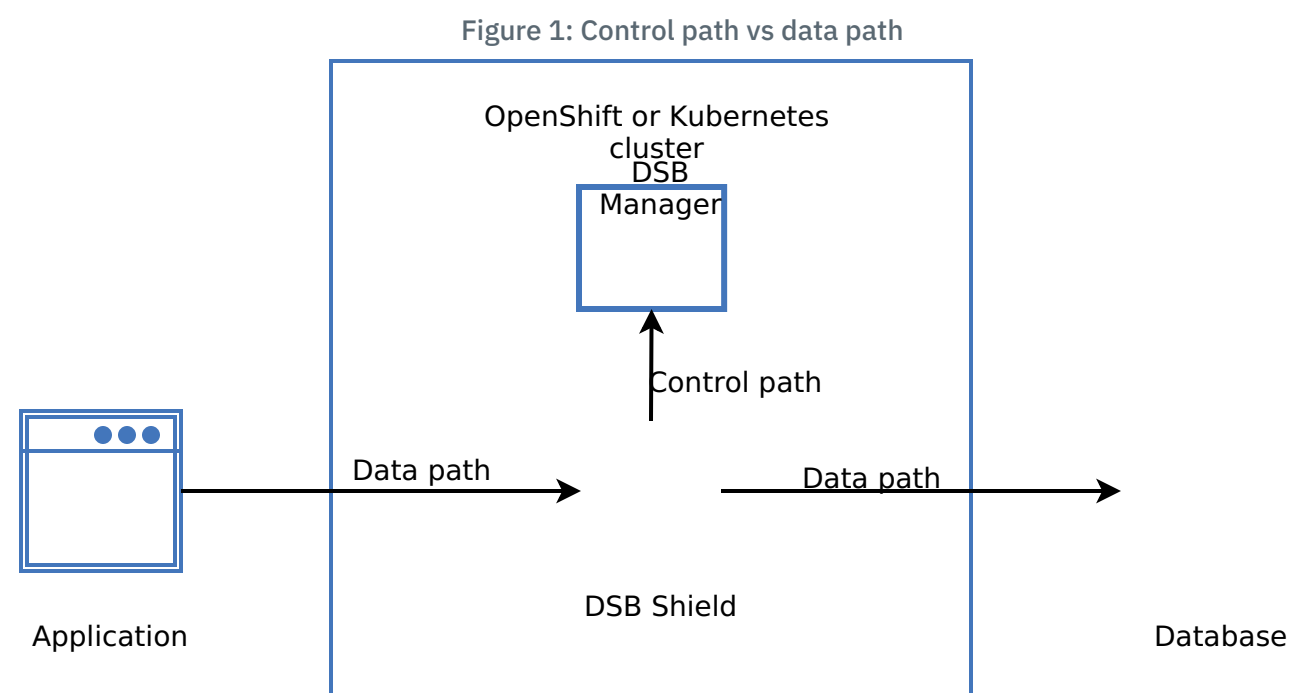 Figure 1: Control path vs data path
OpenShift or Kubernetes
cluster
DSB
Manager
Control path
Data path
Data path
DSB Shield
Application
Database